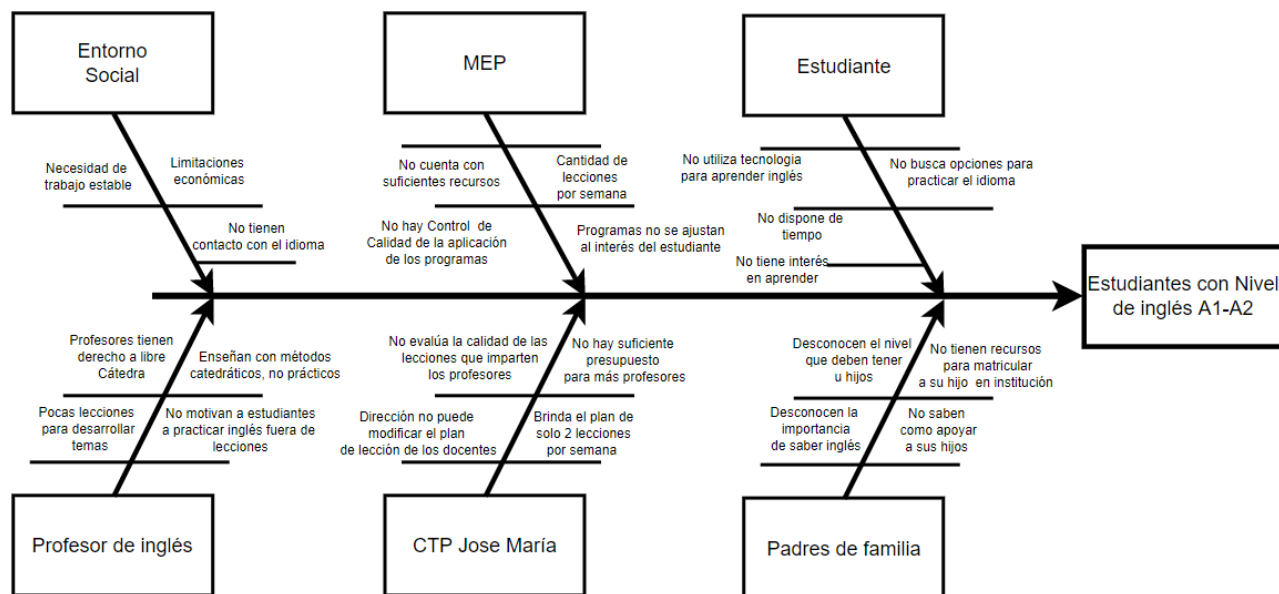 Entorno
Social
MEP
Estudiante
Necesidad de
trabajo estable
Limitaciones
económicas
No tienen
contacto con el idioma
No cuenta con
suficientes recursos
Cantidad de
lecciones
por semana
No hay Control de
Calidad de la aplicación
de los programas
Programas no se ajustan
al interés del estudiante
No utiliza tecnologia
para aprender inglés
No busca opciones para
practicar el idioma
No dispone de
tiempo
No tiene interés
en aprender
Estudiantes con Nivel
de inglés A1-A2
Profesores tienen
derecho a libre
Cátedra
Enseñan con métodos
catedráticos, no prácticos
Pocas lecciones
para desarrollar
temas
No motivan a estudiantes
a practicar inglés fuera de
lecciones
No evalúa la calidad de las
lecciones que imparten
los profesores
No hay suficiente
presupuesto
para más profesores
Dirección no puede
modificar el plan
de lección de los docentes
Brinda el plan de
solo 2 lecciones
por semana
Desconocen el nivel
que deben tener
u hijos
No tienen recursos
para matricular
a su hijo en institución
Desconocen la
importancia
de saber inglés
No saben
como apoyar
a sus hijos
Profesor de inglés
CTP Jose María
Padres de familia